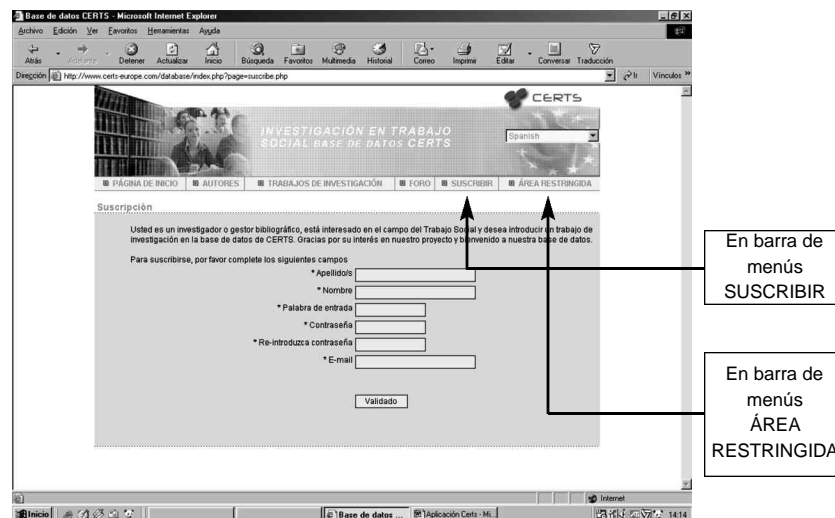 Base de datos CERTS - Microsoft Internet Explorer
Archivo Edición Ver Favoritos Herramientas Ayuda
Atrás Adelante Detener Actualizar Inicio Búsqueda Favoritos Multimedia Historial Correo Imprimir Editar Conversar Traducción
Dirección http://www.certs-europe.com/database/index.php?page=suscribe.php Ir Vínculos »
CERTS
INVESTIGACIÓN EN TRABAJO
SOCIAL BASE DE DATOS CERTS
Spanish
PÁGINA DE INICIO AUTORES TRABAJOS DE INVESTIGACIÓN FORO SUSCRIBIR ÁREA RESTRINGIDA
Suscripción
Usted es un investigador o gestor bibliográfico, está interesado en el campo del Trabajo Social y desea introducir un trabajo de
investigación en la base de datos de CERTS. Gracias por su interés en nuestro proyecto y bienvenido a nuestra base de datos.
Para suscribirse, por favor complete los siguientes campos
* Apellido/s
* Nombre
* Palabra de entrada
* Contraseña
* Re-introduzca contraseña
* E-mail
Validado
En barra de
menús
SUSCRIBIR
En barra de
menús
ÁREA
RESTRINGIDA
Internet
Inicio Base de datos ... Aplicación Certs - Mi... 14:14